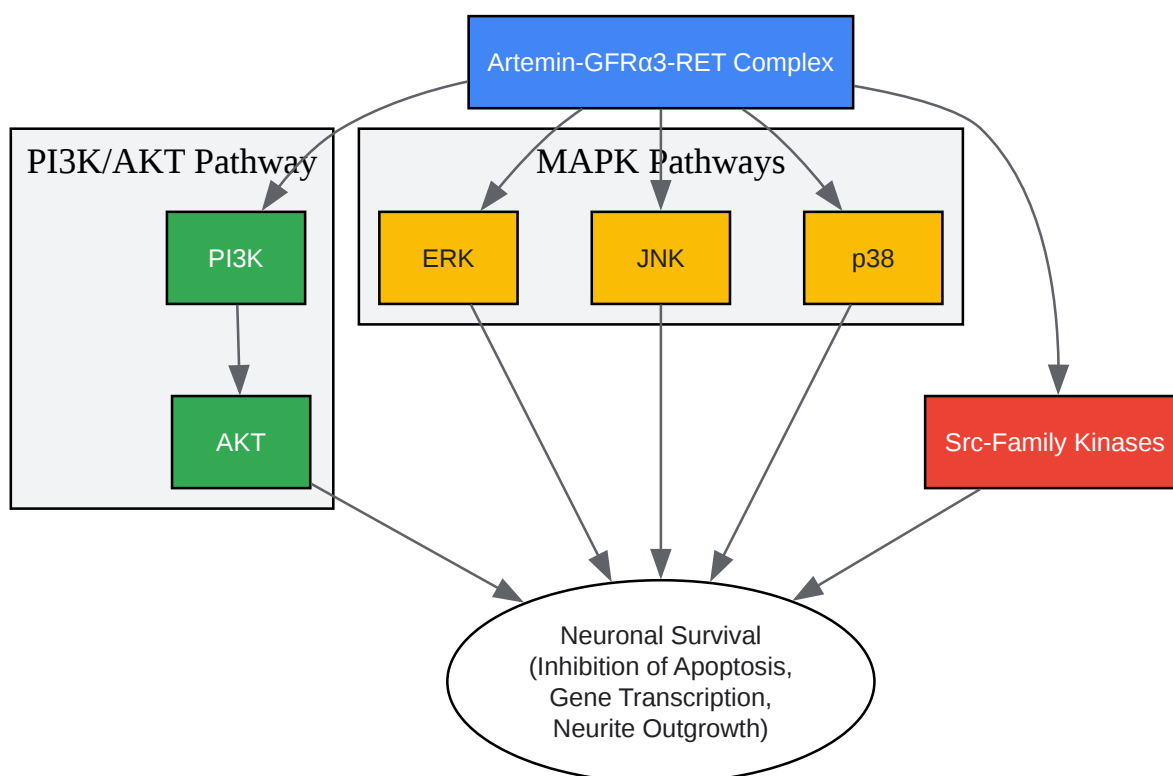 Artemin-GFRα3-RET Complex
PI3K/AKT Pathway
MAPK Pathways
PI3K
ERK
JNK
p38
AKT
Src-Family Kinases
Neuronal Survival
(Inhibition of Apoptosis,
Gene Transcription,
Neurite Outgrowth)